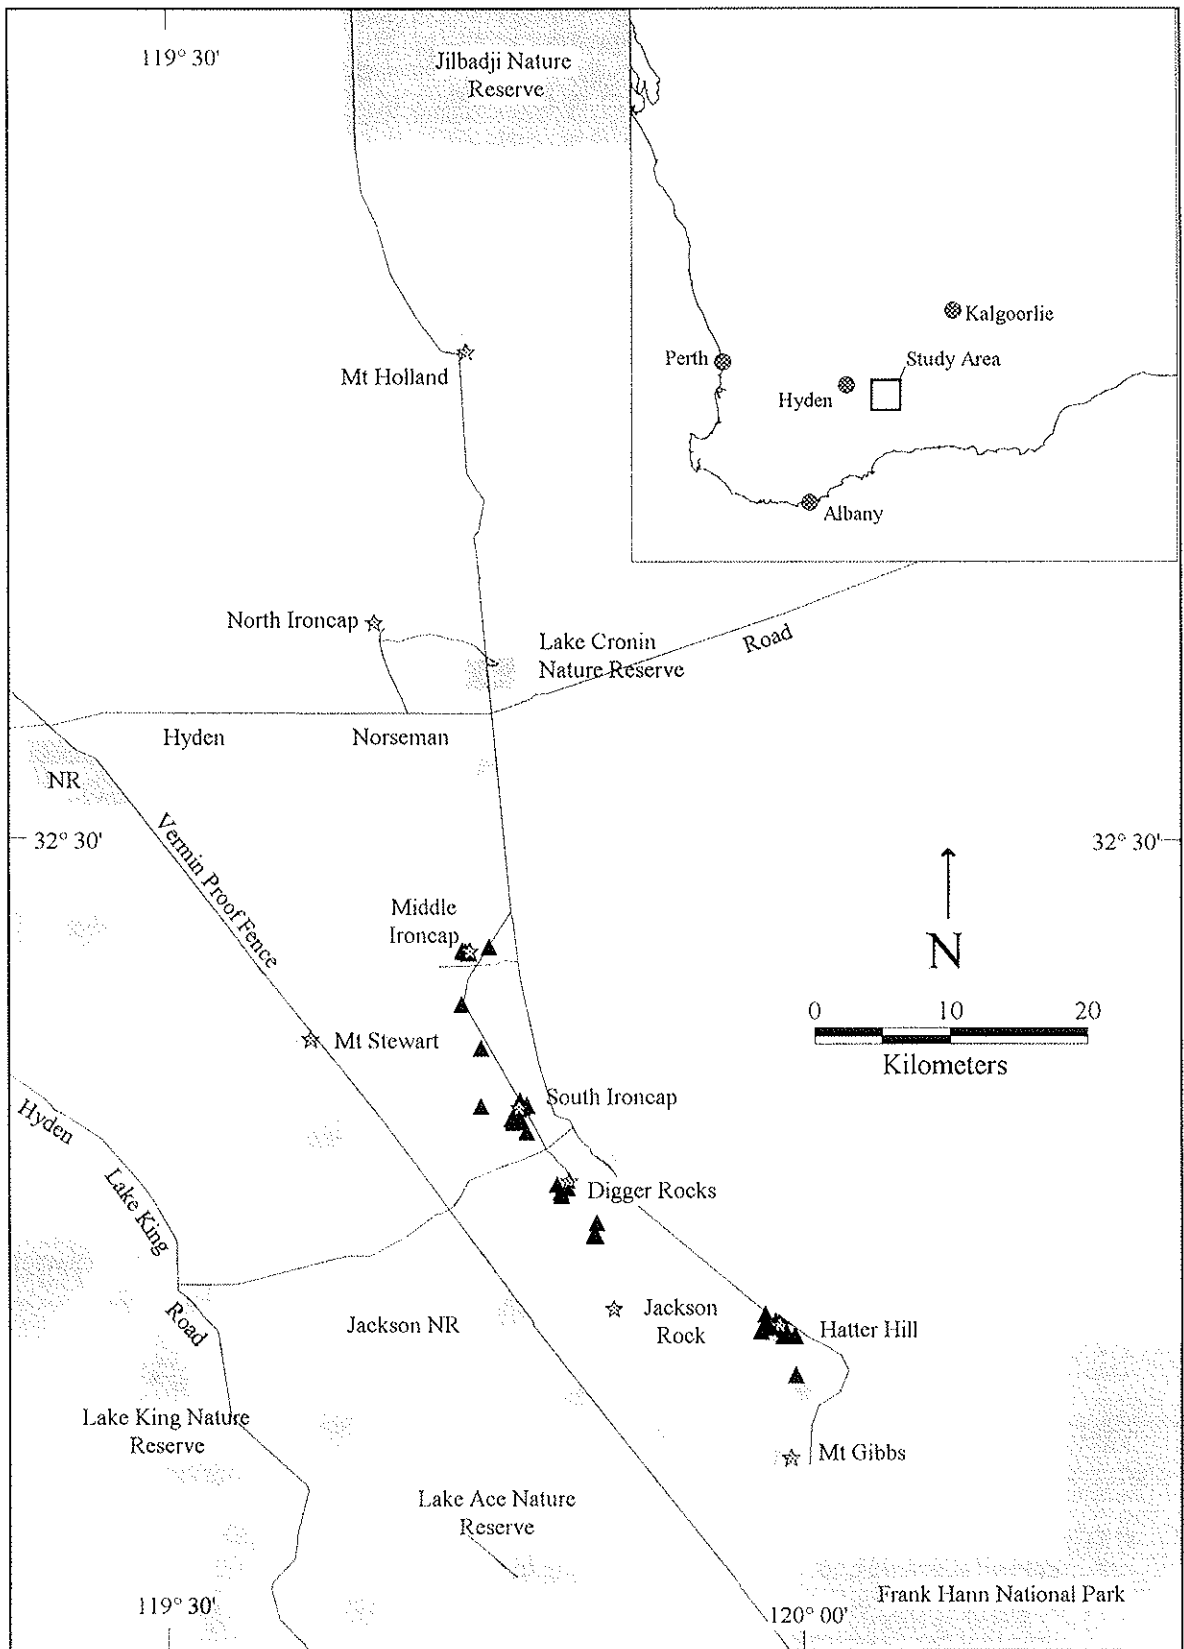 119° 30'
Jilbadji Nature
Reserve
Kalgoorlie
Perth
Study Area
Hyden
Albany
Mt Holland
North Ironcap
Lake Cronin
Nature Reserve
Road
Hyden
Norseman
NR
32° 30'
32° 30'
Vermin Proof Fence
Middle
Ironcap
N
0 10 20
Kilometers
Mt Stewart
South Ironcap
Hyden
Lake King
Road
Digger Rocks
Jackson NR
Jackson
Rock
Hatter Hill
Lake King Nature
Reserve
Mt Gibbs
Lake Ace Nature
Reserve
Frank Hann National Park
119° 30'
120° 00'